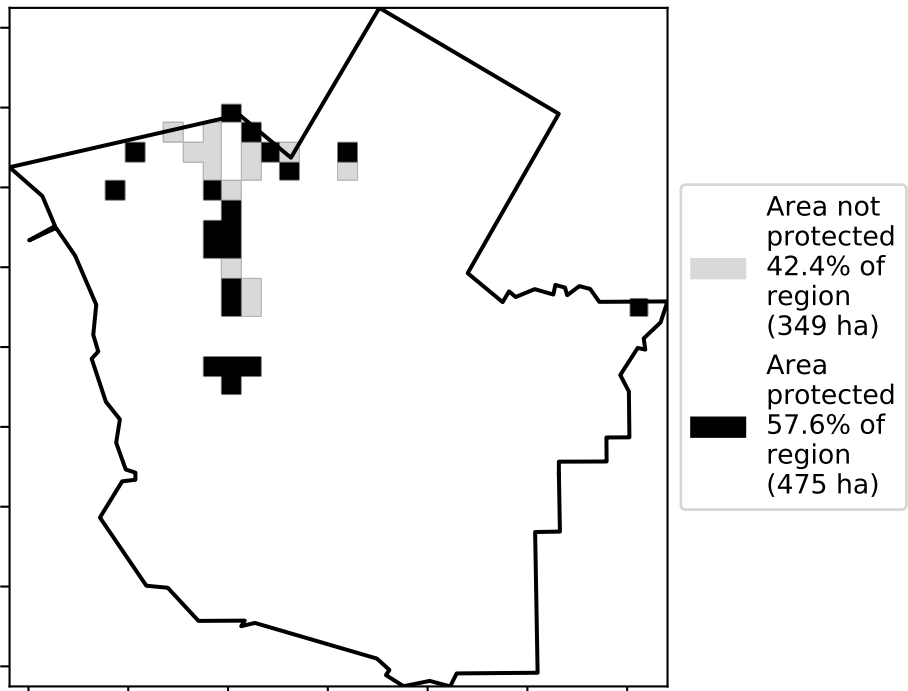 Area not
protected
42.4% of
region
(349 ha)
Area
protected
57.6% of
region
(475 ha)